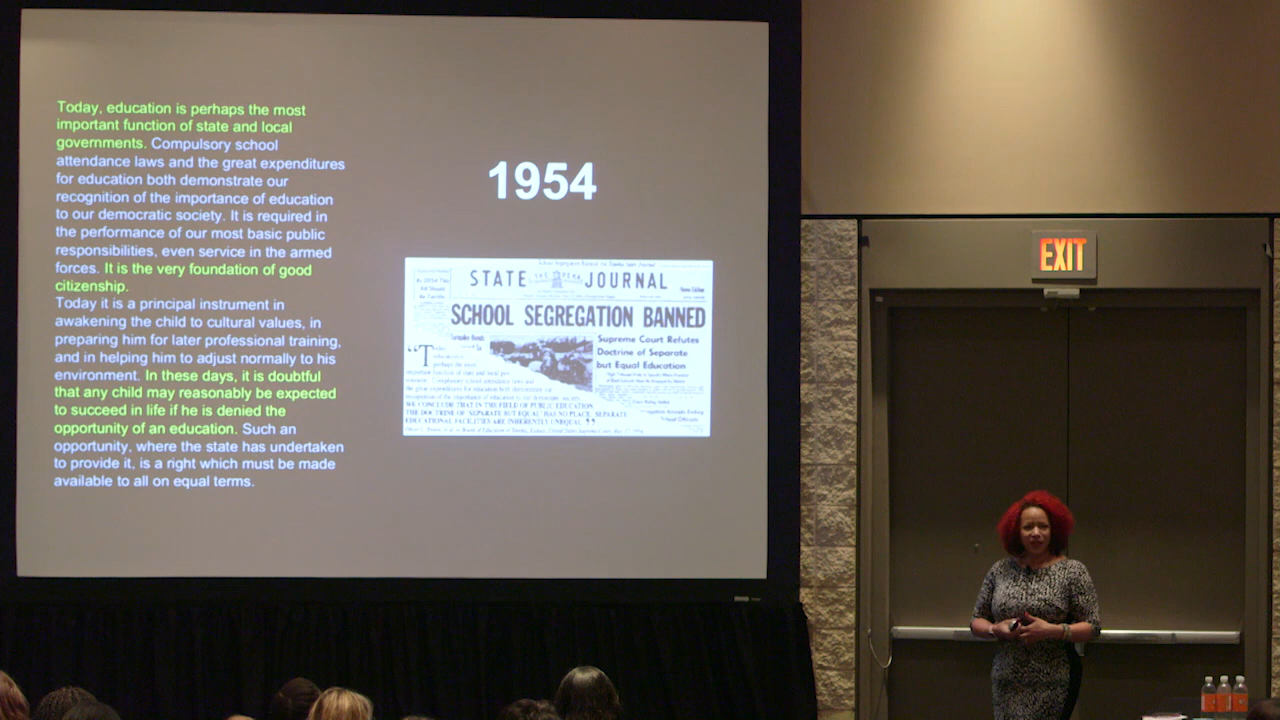 Today, education is perhaps the most
important function of state and local
governments. Compulsory school
attendance laws and the great expenditures
for education both demonstrate our
recognition of the importance of education
to our democratic society. It is required in
the performance of our most basic public
responsibilities, even service in the armed
forces. It is the very foundation of good
citizenship.
Today it is a principal instrument in
awakening the child to cultural values, in
preparing him for later professional training,
and in helping him to adjust normally to his
environment. In these days, it is doubtful
that any child may reasonably be expected
to succeed in life if he is denied the
opportunity of an education. Such an
opportunity, where the state has undertaken
to provide it, is a right which must be made
available to all on equal terms.
1954
STATE JOURNAL
SCHOOL SEGREGATION BANNED
Supreme Court Refutes
Doctrine of Separate
but Equal Education
WE CONCLUDE THAT IN THE FIELD OF PUBLIC EDUCATION
THE DOCTRINE OF 'SEPARATE BUT EQUAL' HAS NO PLACE. SEPARATE
EDUCATIONAL FACILITIES ARE INHERENTLY UNEQUAL.”
EXIT